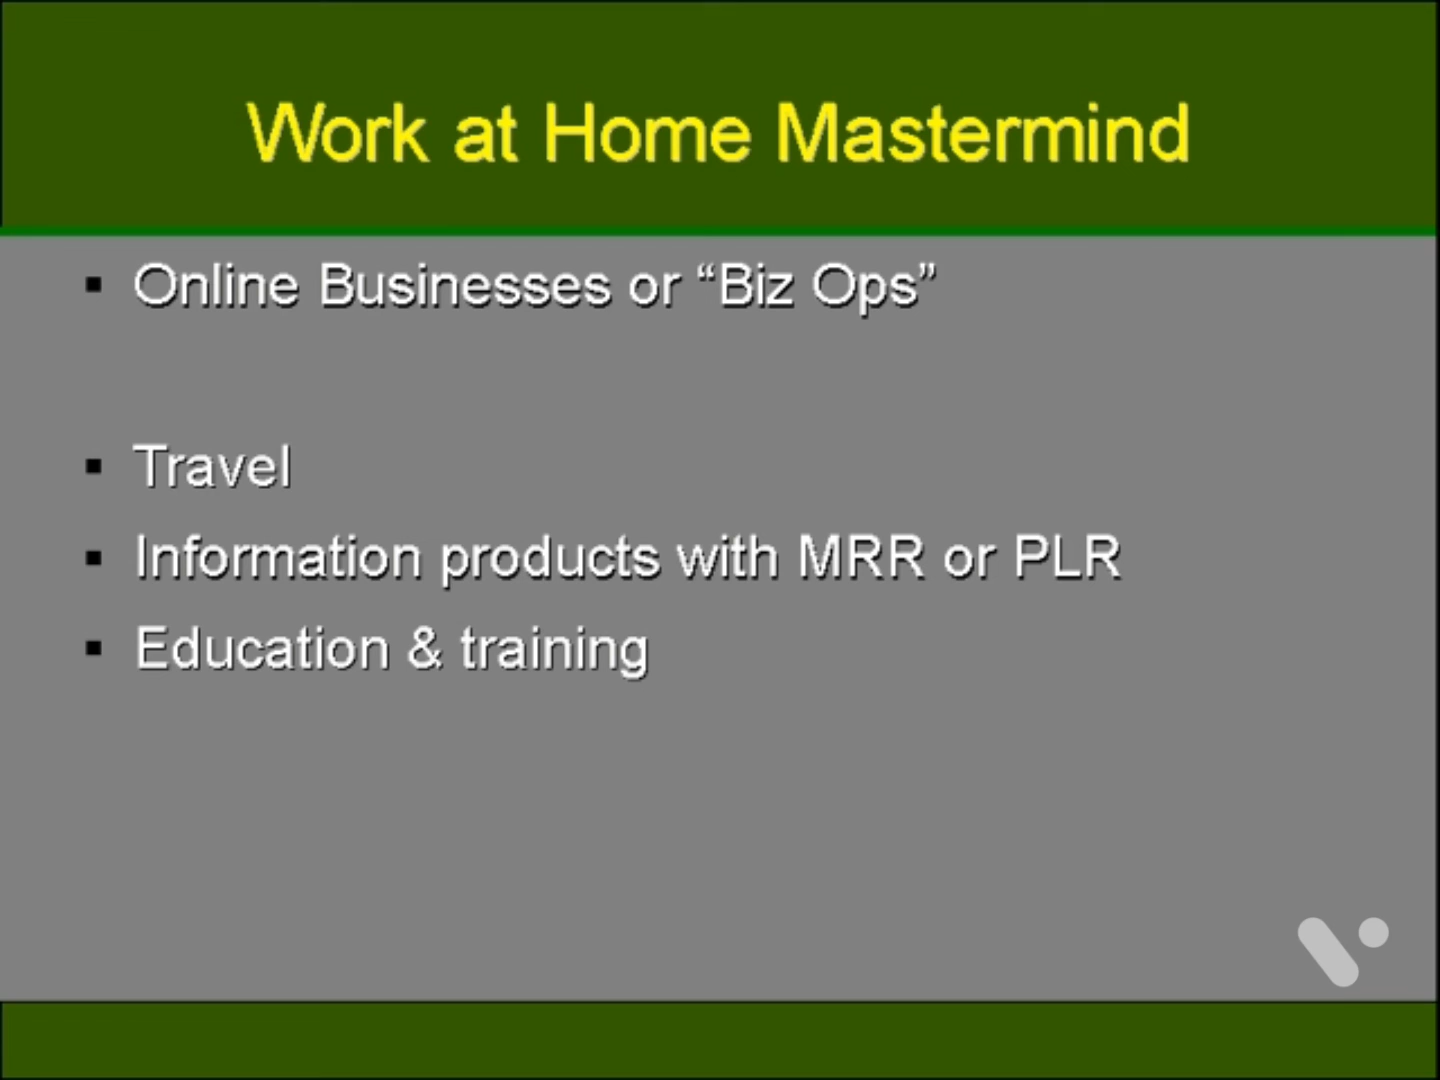 Work at Home Mastermind
Online Businesses or “Biz Ops”
Travel
Information products with MRR or PLR
Education & training